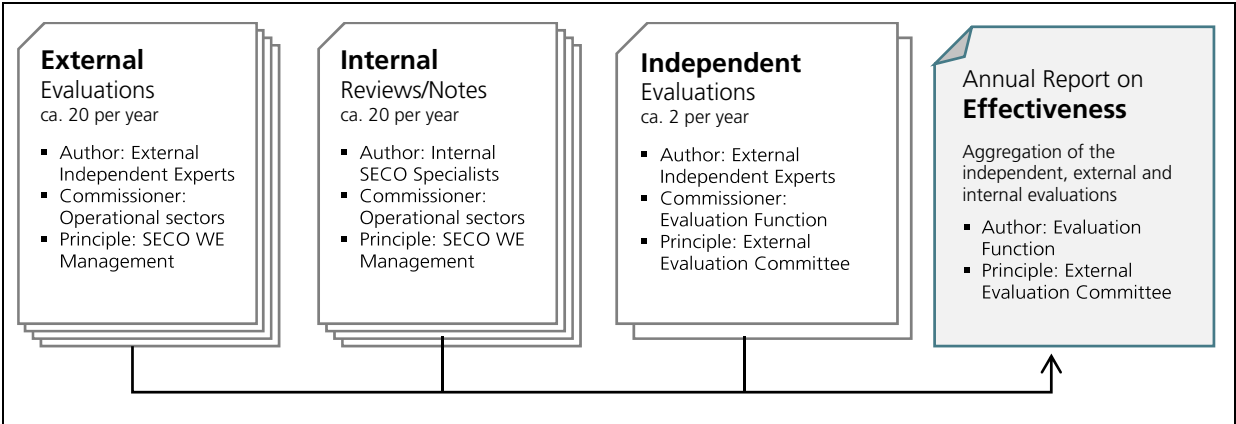 External
Evaluations
ca. 20 per year
▪ Author: External
Independent Experts
▪ Commissioner:
Operational sectors
▪ Principle: SECO WE
Management
Internal
Reviews/Notes
ca. 20 per year
▪ Author: Internal
SECO Specialists
▪ Commissioner:
Operational sectors
▪ Principle: SECO WE
Management
Independent
Evaluations
ca. 2 per year
▪ Author: External
Independent Experts
▪ Commissioner:
Evaluation Function
▪ Principle: External
Evaluation Committee
Annual Report on
Effectiveness
Aggregation of the
independent, external and
internal evaluations
▪ Author: Evaluation
Function
▪ Principle: External
Evaluation Committee